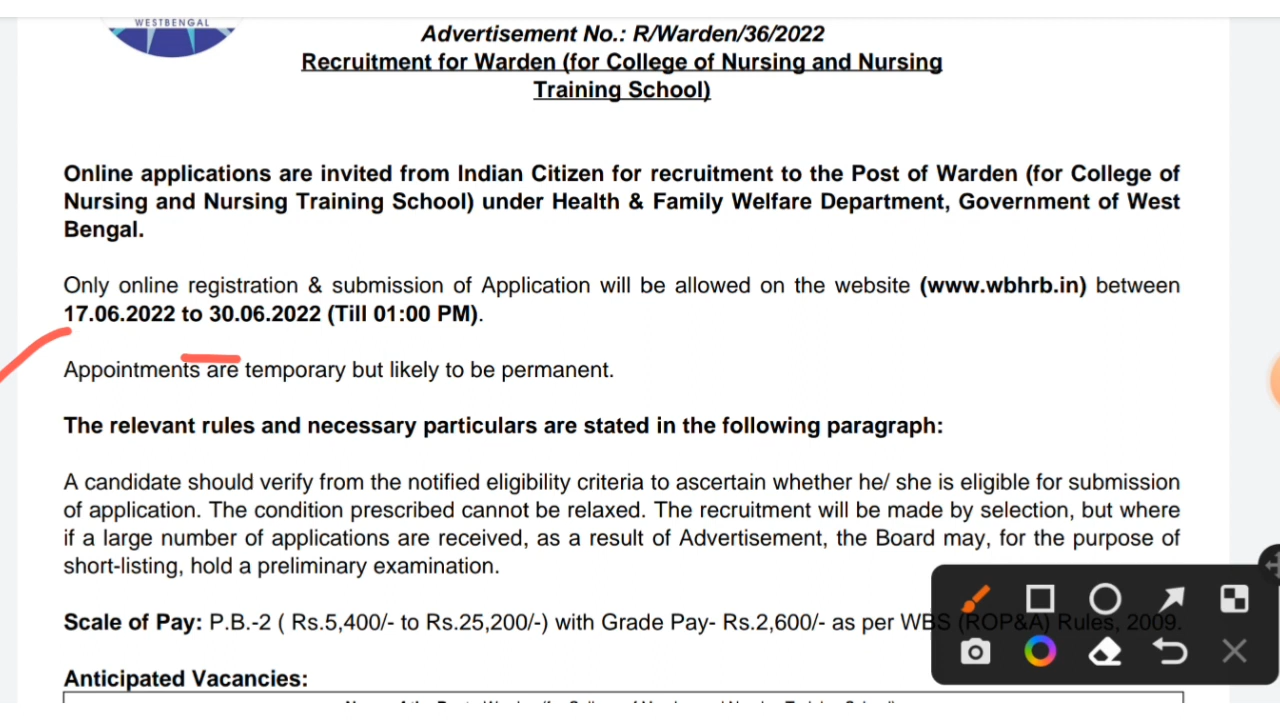 WESTBENGAL
Advertisement No.: R/Warden/36/2022
Recruitment for Warden (for College of Nursing and Nursing
Training School)
Online applications are invited from Indian Citizen for recruitment to the Post of Warden (for College of
Nursing and Nursing Training School) under Health & Family Welfare Department, Government of West
Bengal.
Only online registration & submission of Application will be allowed on the website (www.wbhrb.in) between
17.06.2022 to 30.06.2022 (Till 01:00 PM).
Appointments are temporary but likely to be permanent.
The relevant rules and necessary particulars are stated in the following paragraph:
A candidate should verify from the notified eligibility criteria to ascertain whether he/ she is eligible for submission
of application. The condition prescribed cannot be relaxed. The recruitment will be made by selection, but where
if a large number of applications are received, as a result of Advertisement, the Board may, for the purpose of
short-listing, hold a preliminary examination.
Scale of Pay: P.B.-2 ( Rs.5,400/- to Rs.25,200/-) with Grade Pay- Rs.2,600/- as per WBS (ROP&A) Rules, 2009.
Anticipated Vacancies: